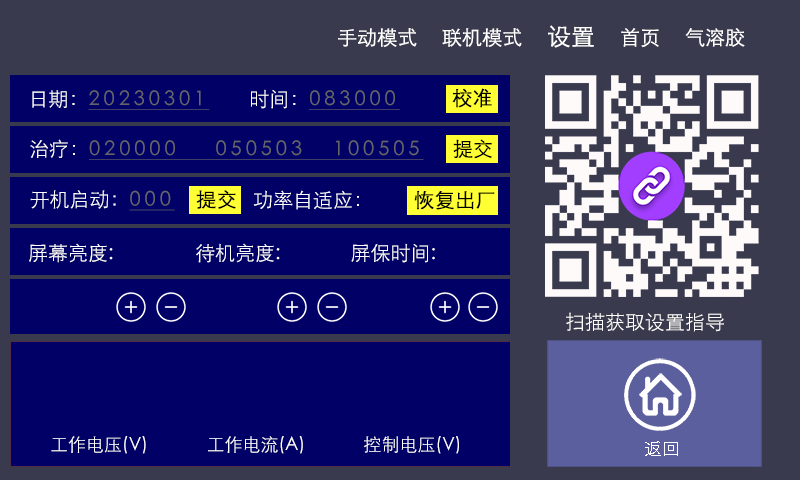 手动模式 联机模式 设置 首页 气溶胶
日期: 20230301 时间: 083000 校准
治疗: 020000 050503 100505 提交
开机启动: 000 提交 功率自适应: 恢复出厂
屏幕亮度: 待机亮度: 屏保时间:
扫描获取设置指导
工作电压(V) 工作电流(A) 控制电压(V)
返回